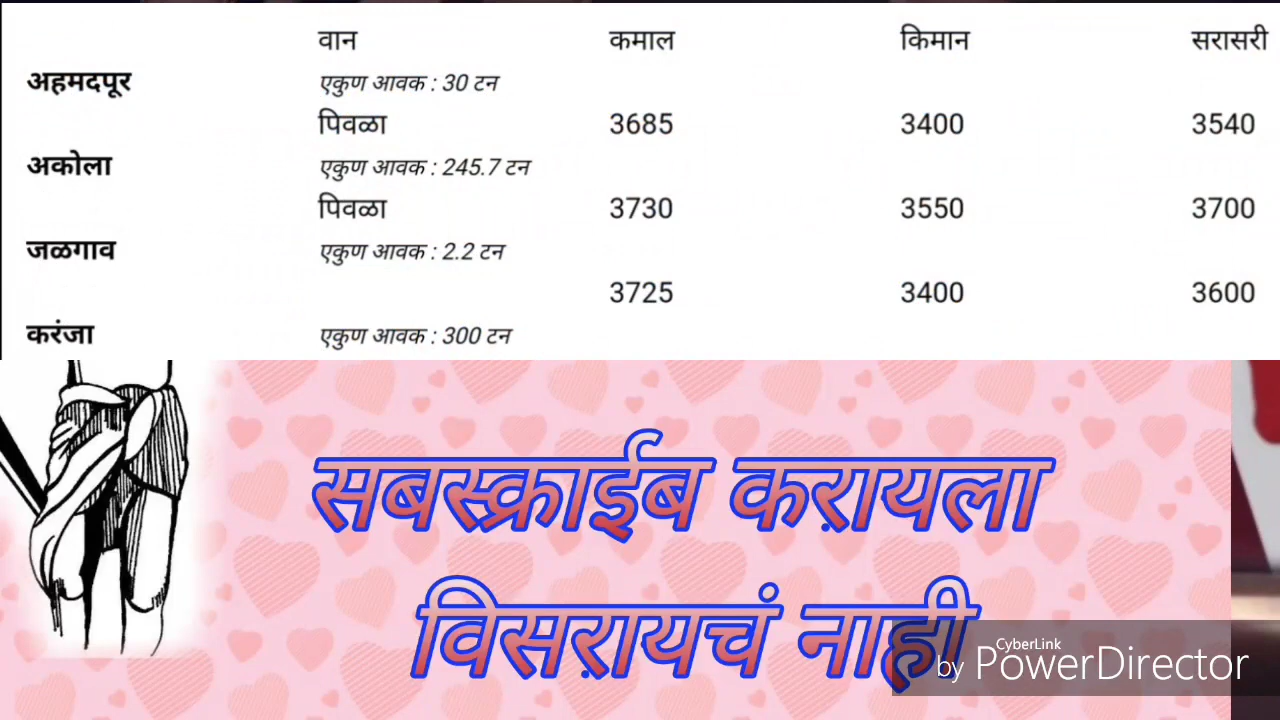 वान कमाल किमान सरासरी
अहमदपूर एकुण आवक : 30 टन
पिवळा 3685 3400 3540
अकोला एकुण आवक : 245.7 टन
पिवळा 3730 3550 3700
जळगाव एकुण आवक : 2.2 टन
3725 3400 3600
करंजा एकुण आवक : 300 टन
सबस्क्राईब कऱायला
विसऱायचं नाही
CyberLink
by PowerDirector